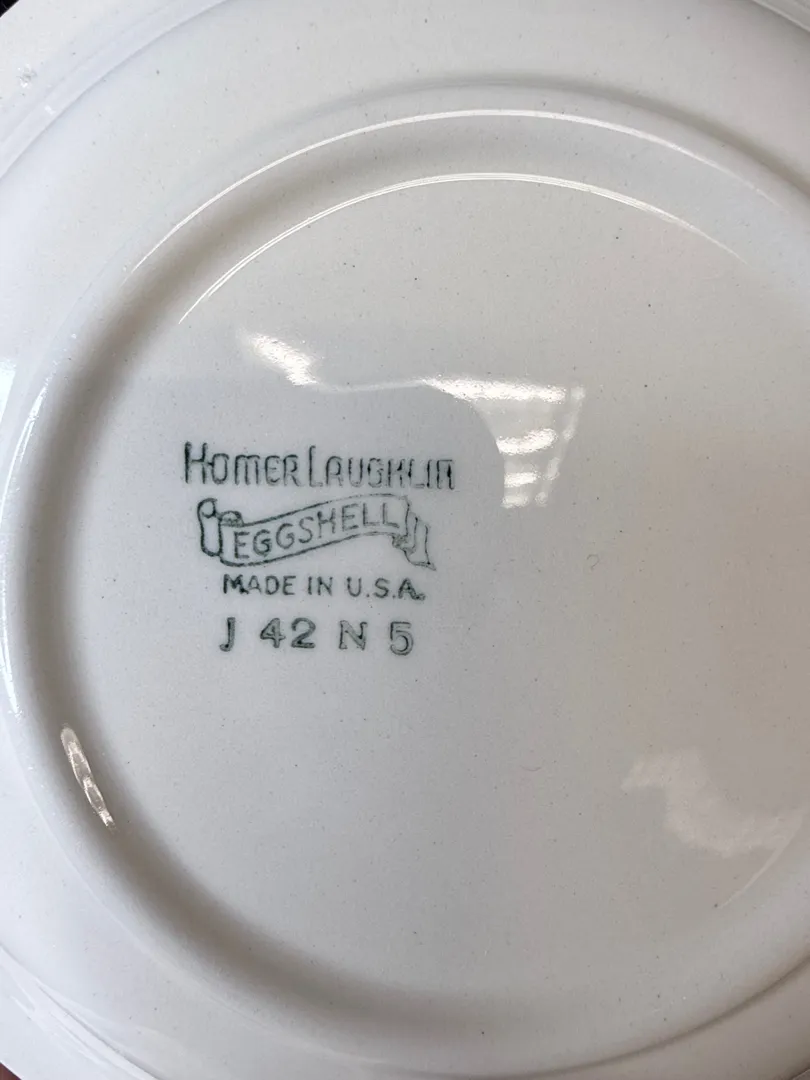 HOMER LAUGHLIN
EGGSHELL
MADE IN U.S.A.
J 42 N 5